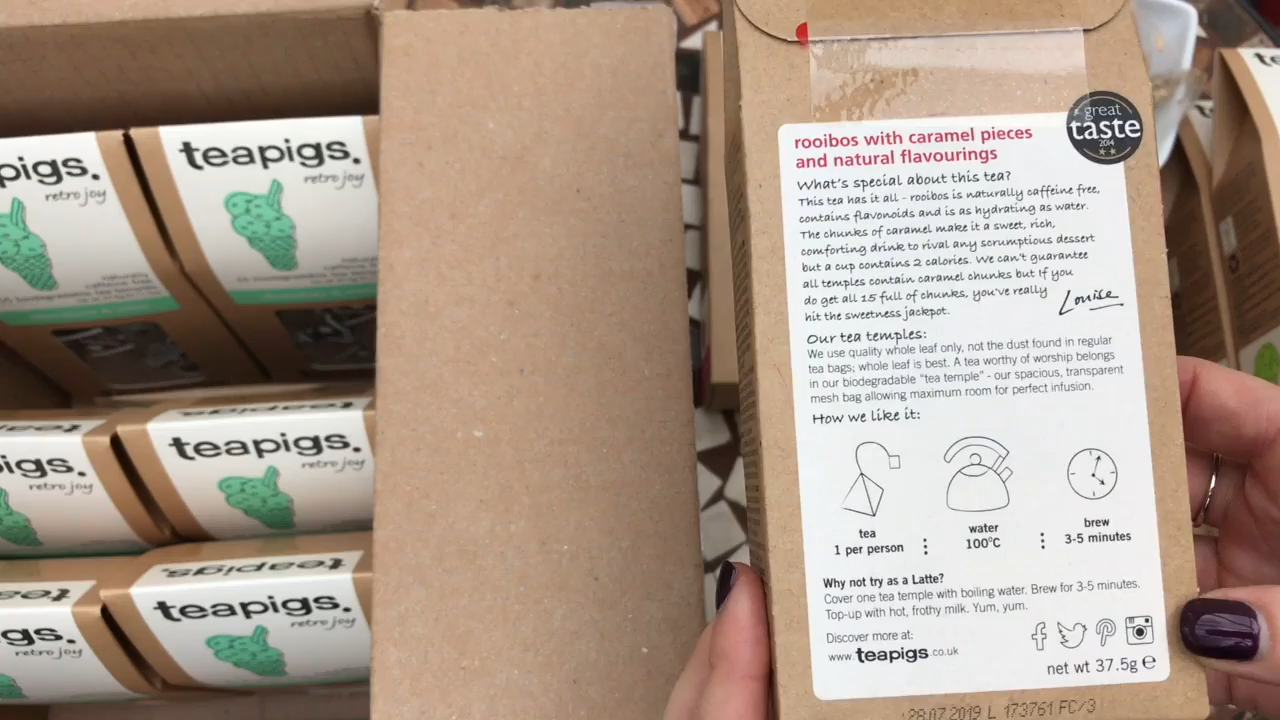 pigs.
retro joy
naturally
caffeine free
teapigs.
retro joy
igs.
retro joy
teapigs.
retro joy
gs.
retro joy
teapigs.
teapigs.
retro joy
great
taste
2014
rooibos with caramel pieces
and natural flavourings
What's special about this tea?
This tea has it all - rooibos is naturally caffeine free,
contains flavonoids and is as hydrating as water.
The chunks of caramel make it a sweet, rich,
comforting drink to rival any scrumptious dessert
but a cup contains 2 calories. We can't guarantee
all temples contain caramel chunks but if you
do get all 15 full of chunks, you've really
hit the sweetness jackpot.
Louise
Our tea temples:
We use quality whole leaf only, not the dust found in regular
tea bags; whole leaf is best. A tea worthy of worship belongs
in our biodegradable "tea temple" - our spacious, transparent
mesh bag allowing maximum room for perfect infusion.
How we like it:
tea
1 per person
water
100°C
brew
3-5 minutes
Why not try as a Latte?
Cover one tea temple with boiling water. Brew for 3-5 minutes.
Top-up with hot, frothy milk. Yum, yum.
Discover more at:
www.teapigs.co.uk
net wt 37.5g e
28.07.2019 L 173761 FC/3
te